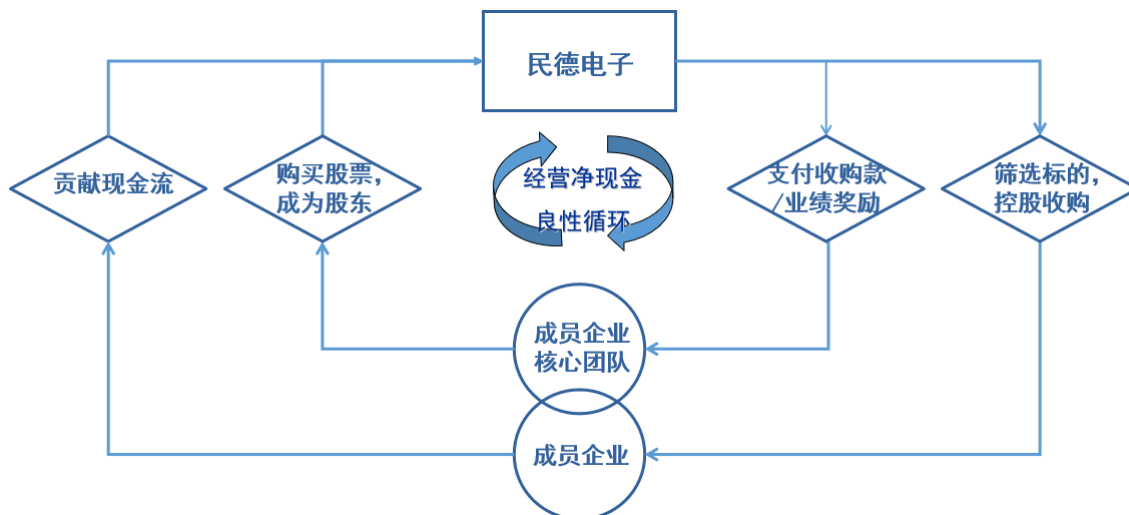 民德电子
贡献现金流
购买股票，
成为股东
经营净现金
良性循环
支付收购款
/业绩奖励
筛选标的，
控股收购
成员企业
核心团队
成员企业